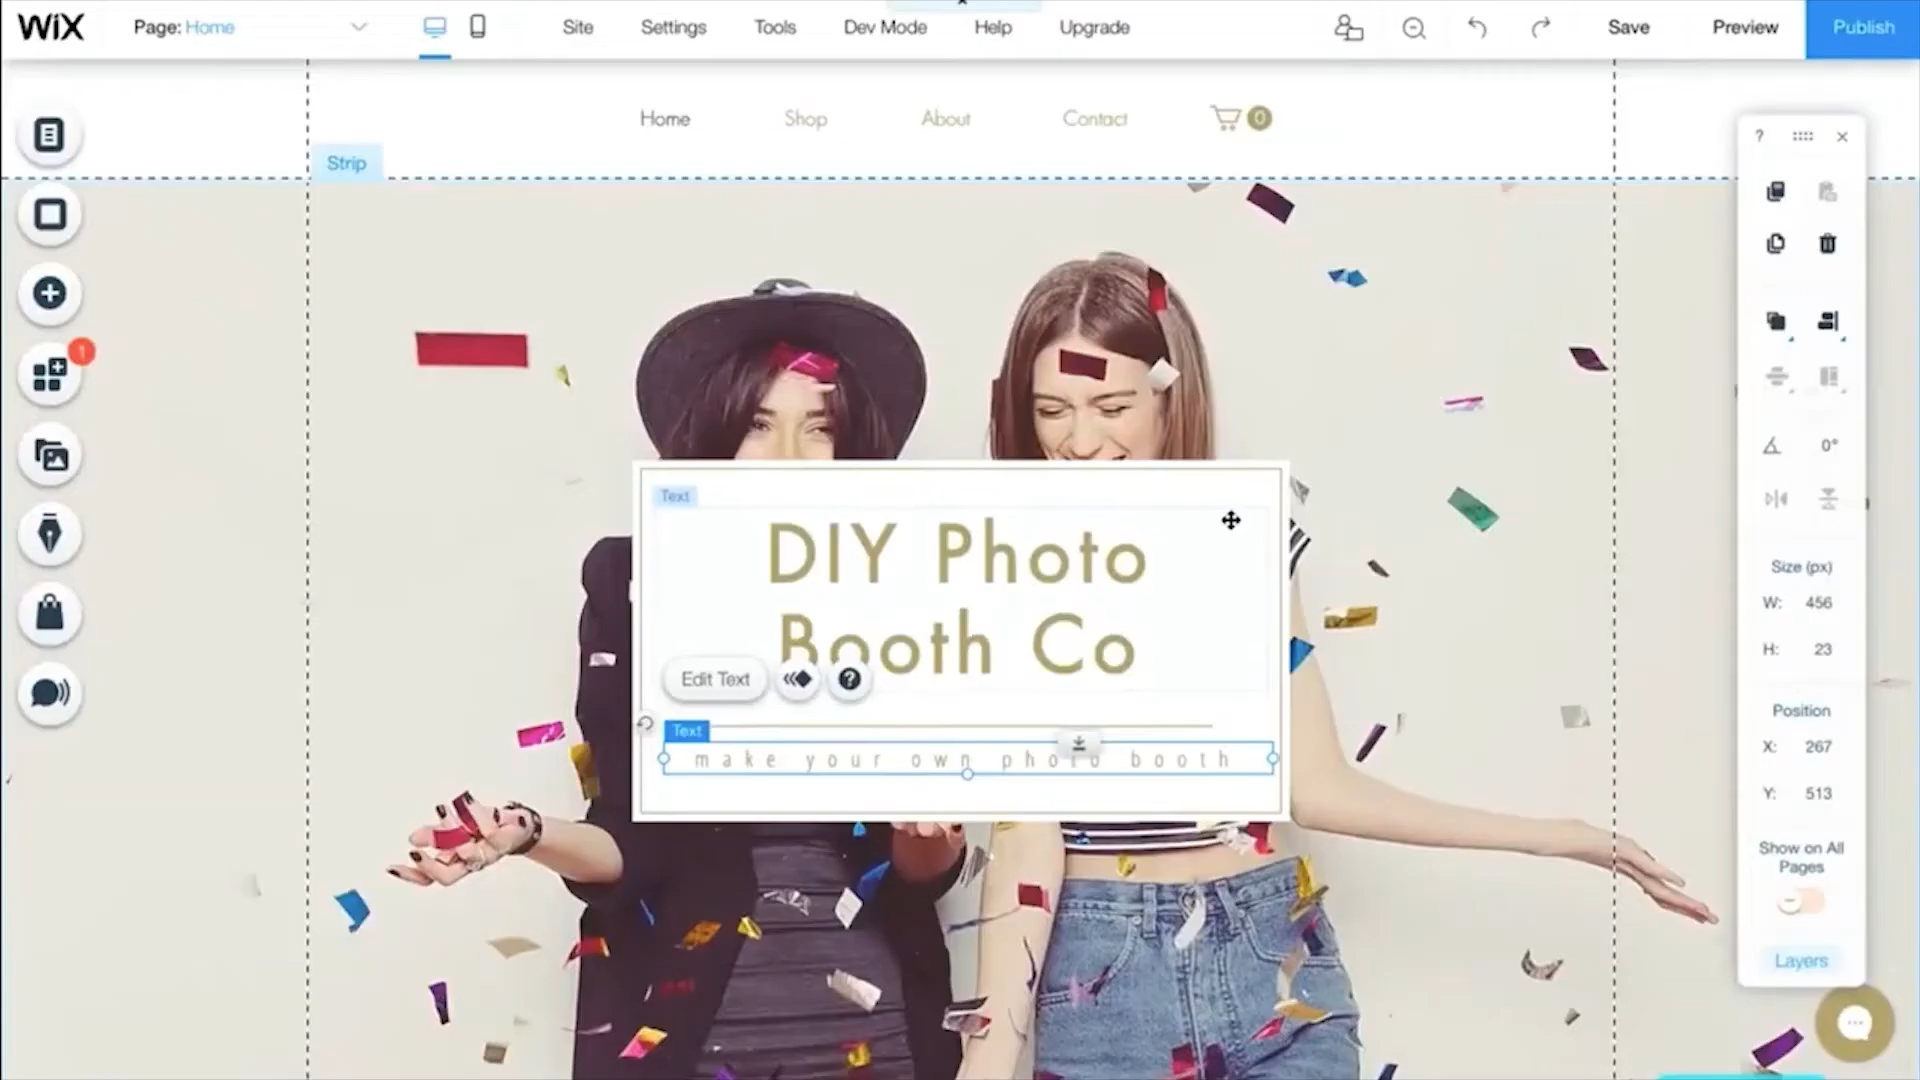 WiX
Page: Home
Site
Settings
Tools
Dev Mode
Help
Upgrade
Save
Preview
Publish
Home
Shop
About
Contact
0
Strip
?
1
0°
Text
DIY Photo
Booth Co
Edit Text
?
Text
make your own photo booth
Size (px)
W: 456
H: 23
Position
X: 267
Y: 513
Show on All
Pages
Layers